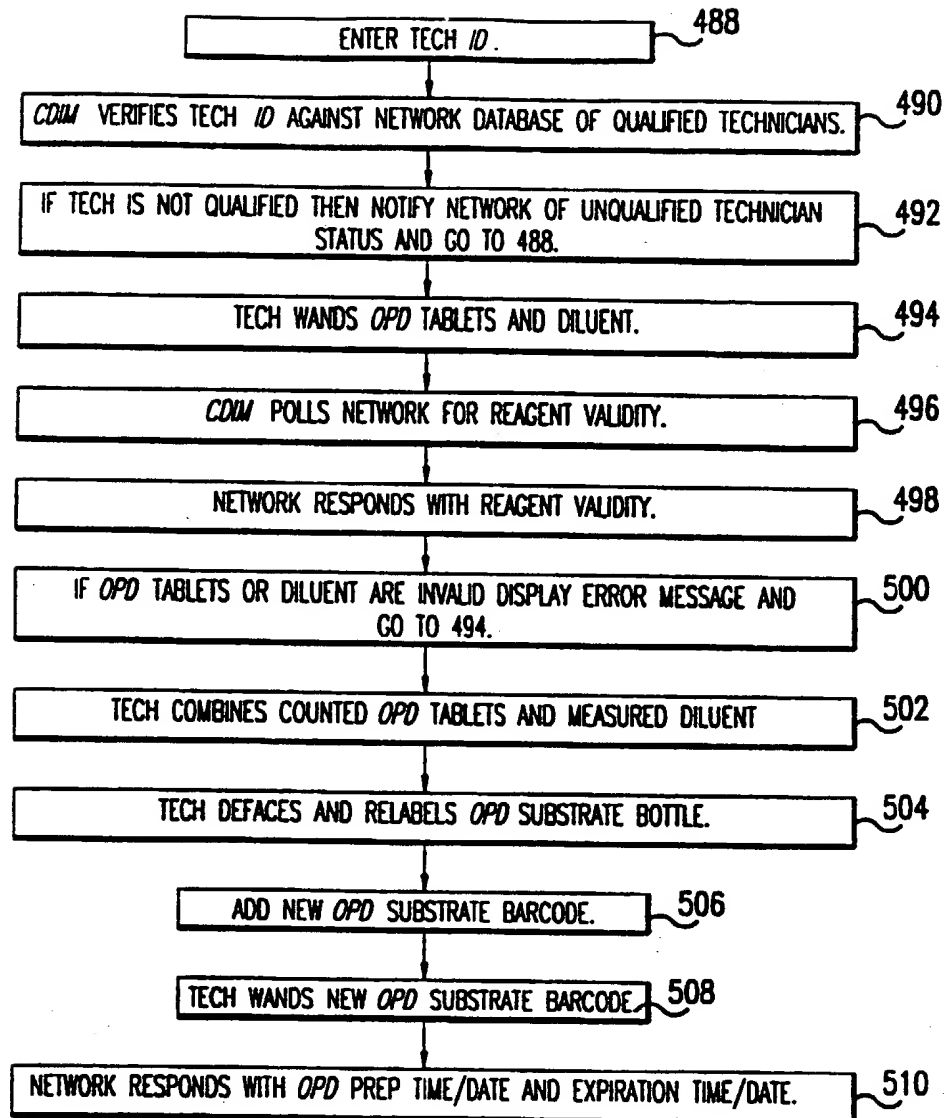 ENTER TECH ID.
488
CDIM VERIFIES TECH ID AGAINST NETWORK DATABASE OF QUALIFIED TECHNICIANS.
490
IF TECH IS NOT QUALIFIED THEN NOTIFY NETWORK OF UNQUALIFIED TECHNICIAN
STATUS AND GO TO 488.
492
TECH WANDS OPD TABLETS AND DILUENT.
494
CDIM POLLS NETWORK FOR REAGENT VALIDITY.
496
NETWORK RESPONDS WITH REAGENT VALIDITY.
498
IF OPD TABLETS OR DILUENT ARE INVALID DISPLAY ERROR MESSAGE AND
GO TO 494.
500
TECH COMBINES COUNTED OPD TABLETS AND MEASURED DILUENT
502
TECH DEFACES AND RELABELS OPD SUBSTRATE BOTTLE.
504
ADD NEW OPD SUBSTRATE BARCODE.
506
TECH WANDS NEW OPD SUBSTRATE BARCODE.
508
NETWORK RESPONDS WITH OPD PREP TIME/DATE AND EXPIRATION TIME/DATE.
510